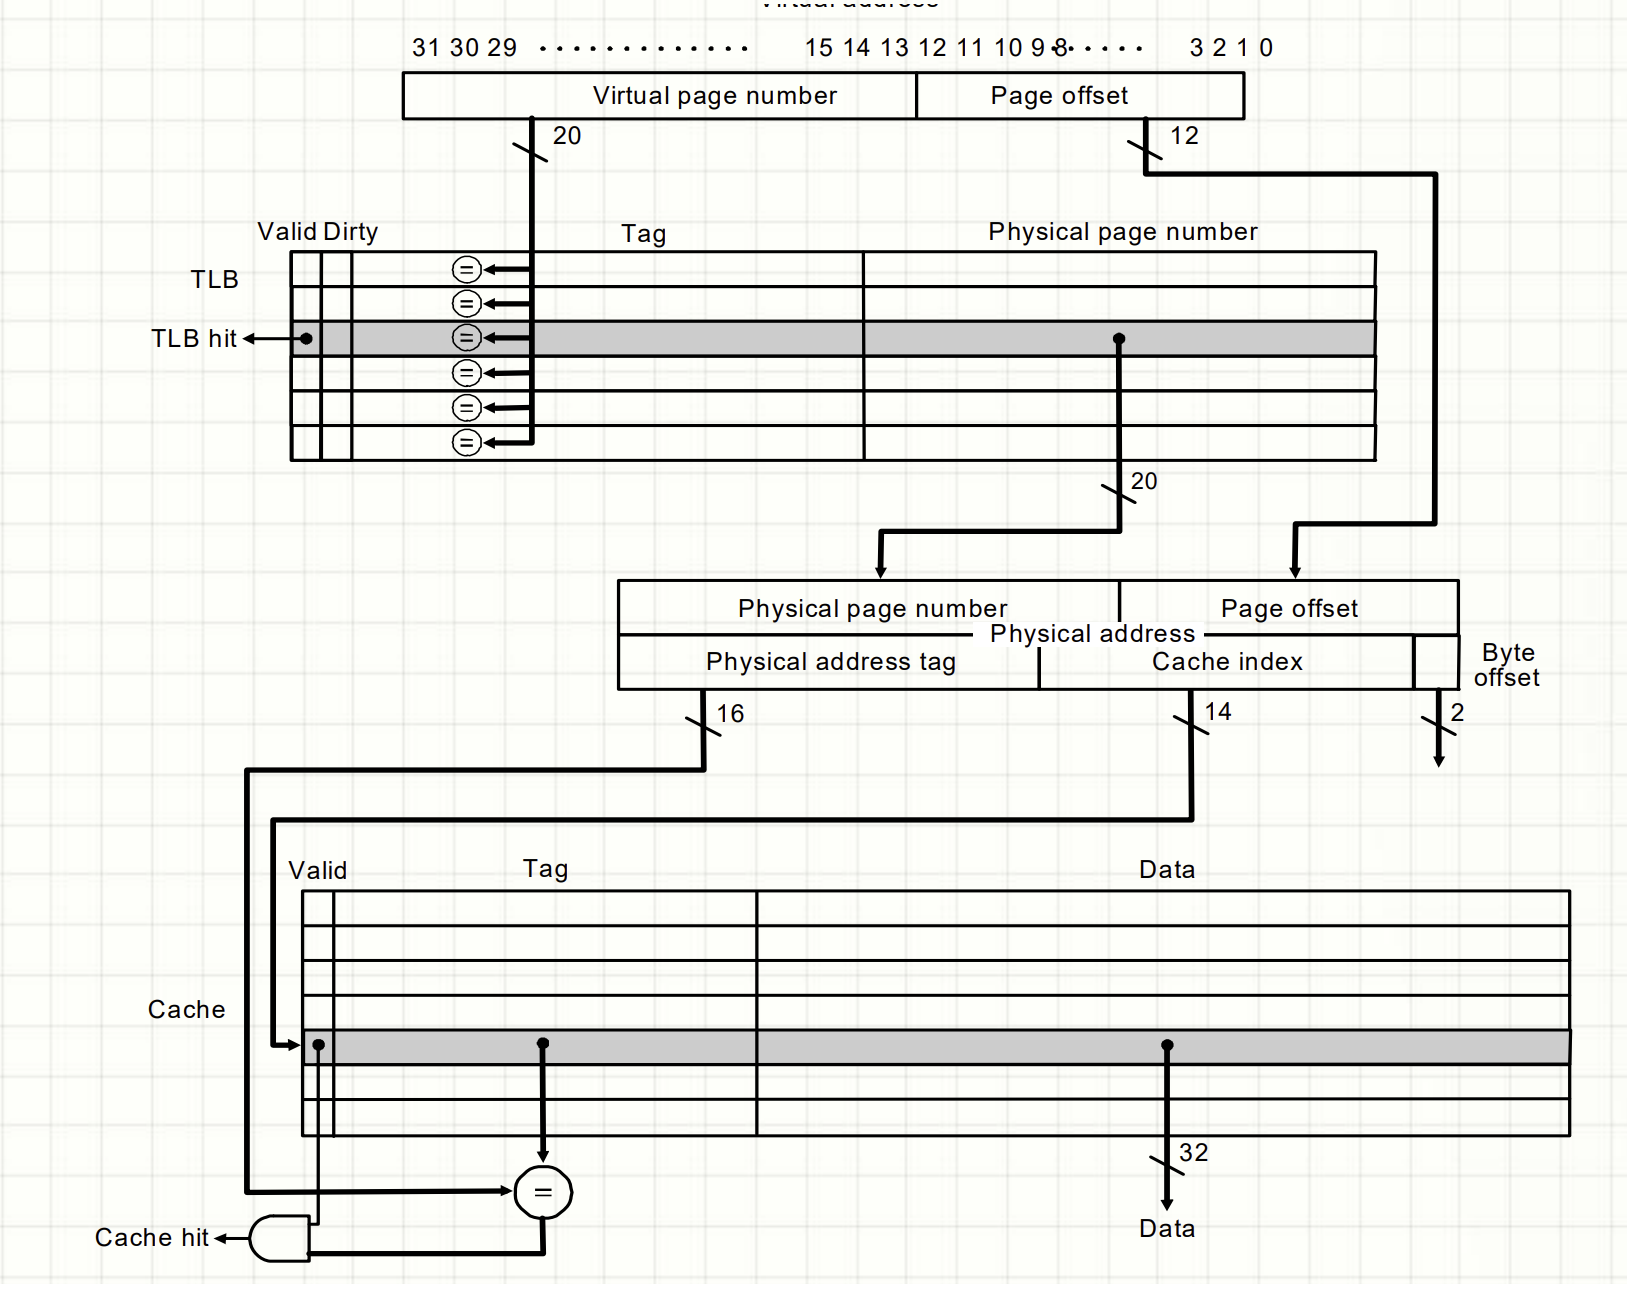 Virtual address
31 30 29 ············· 15 14 13 12 11 10 9 8 ····· 3 2 1 0
Virtual page number Page offset
20 12
Valid Dirty Tag Physical page number
TLB
=
=
TLB hit =
=
=
=
20
Physical page number Page offset
Physical address
Physical address tag Cache index Byte
offset
16 14 2
Valid Tag Data
Cache
32
=
Cache hit Data